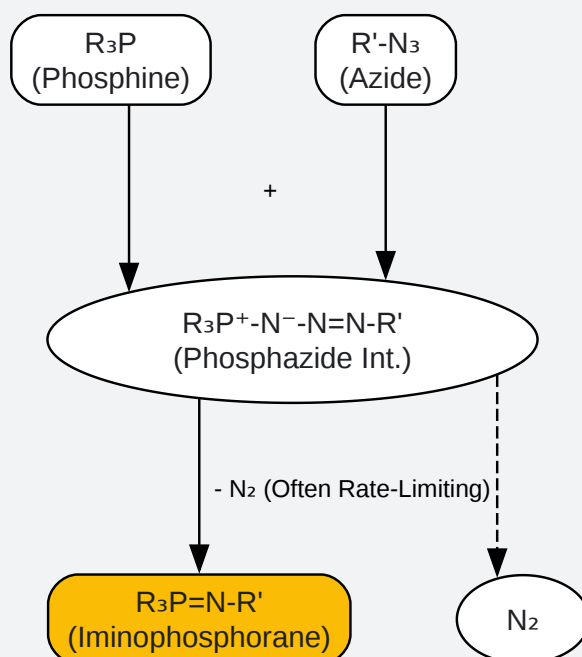 R₃P
(Phosphine)
R'-N₃
(Azide)
+
R₃P⁺-N⁻-N=N-R'
(Phosphazide Int.)
- N₂ (Often Rate-Limiting)
R₃P=N-R'
(Iminophosphorane)
N₂